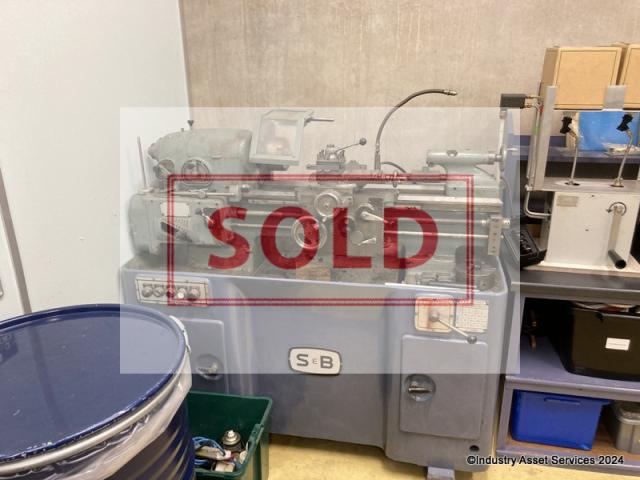 SOLD
S E B
©Industry Asset Services 2024